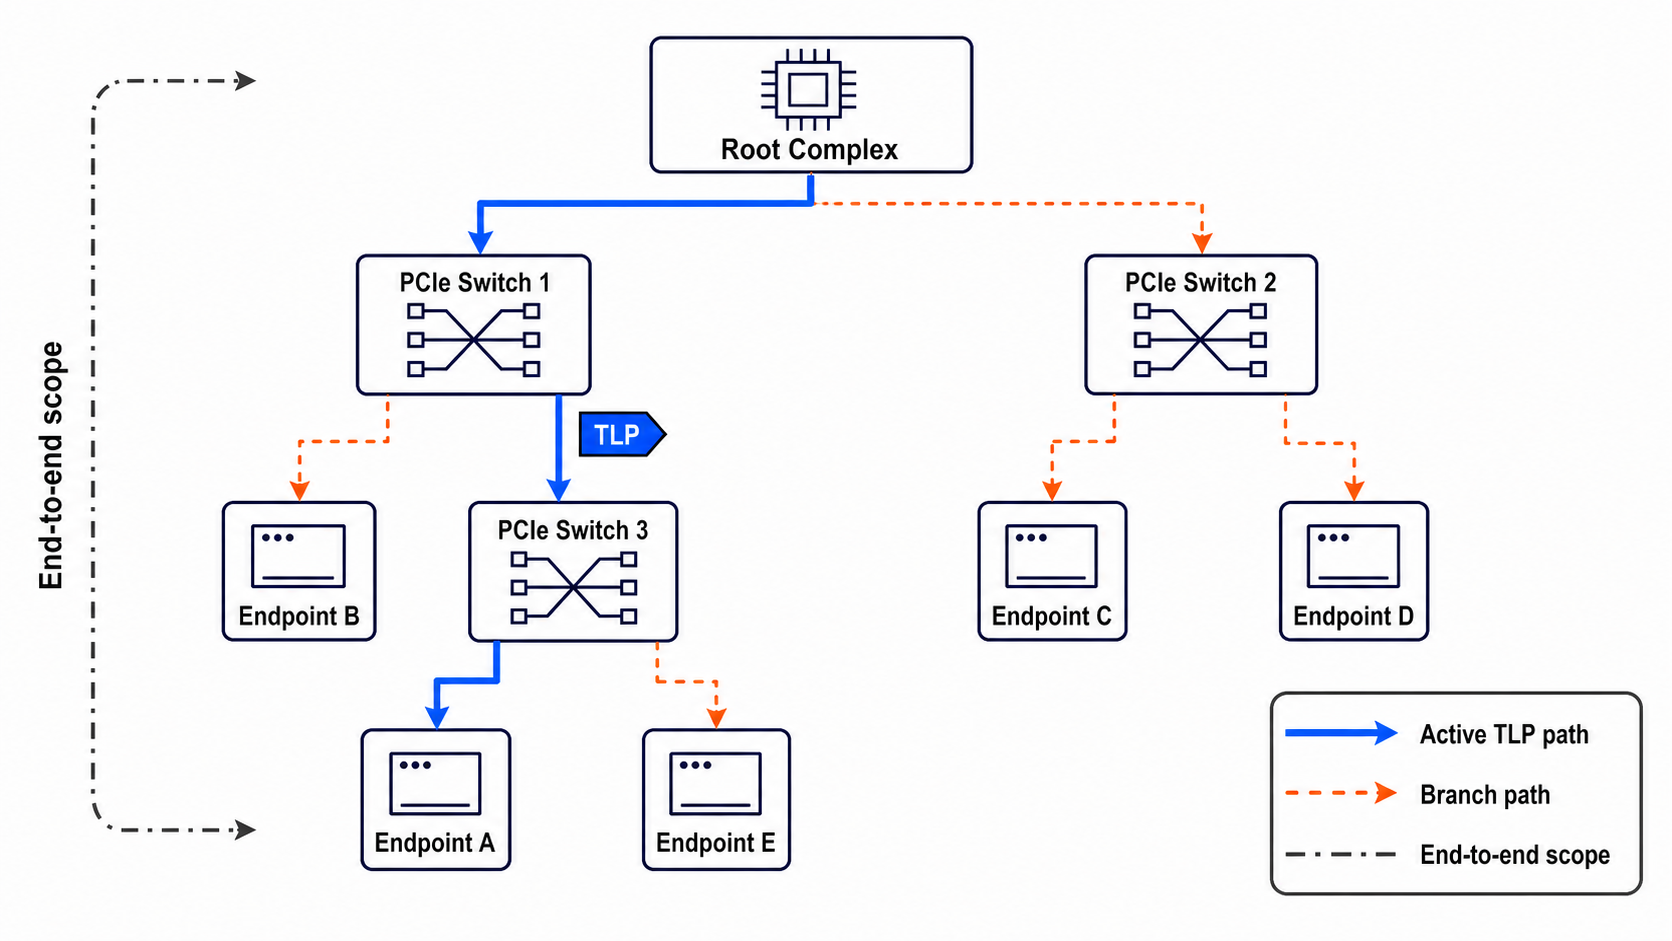 Root Complex
PCIe Switch 1
PCIe Switch 2
TLP
End-to-end scope
PCIe Switch 3
Endpoint B
Endpoint C
Endpoint D
Endpoint A
Endpoint E
Active TLP path
Branch path
End-to-end scope